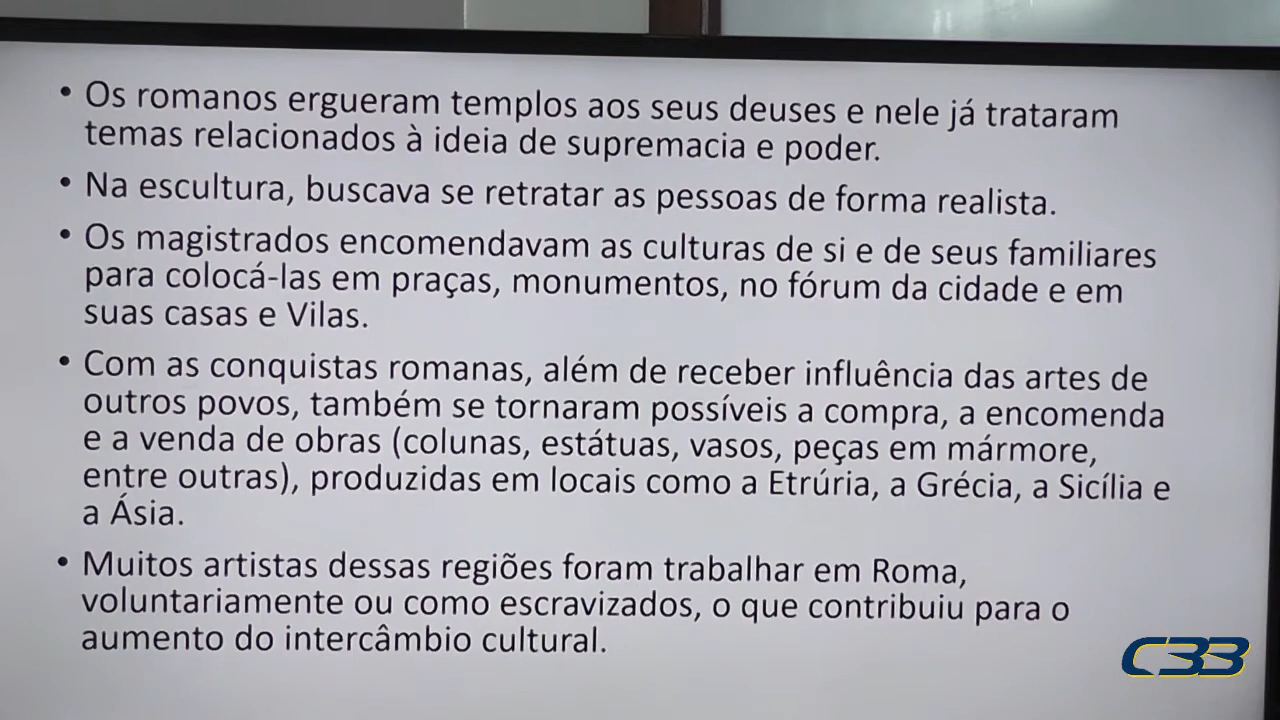 • Os romanos ergueram templos aos seus deuses e nele já trataram
temas relacionados à ideia de supremacia e poder.
• Na escultura, buscava se retratar as pessoas de forma realista.
• Os magistrados encomendavam as culturas de si e de seus familiares
para colocá-las em praças, monumentos, no fórum da cidade e em
suas casas e Vilas.
• Com as conquistas romanas, além de receber influência das artes de
outros povos, também se tornaram possíveis a compra, a encomenda
e a venda de obras (colunas, estátuas, vasos, peças em mármore,
entre outras), produzidas em locais como a Etrúria, a Grécia, a Sicília e
a Ásia.
• Muitos artistas dessas regiões foram trabalhar em Roma,
voluntariamente ou como escravizados, o que contribuiu para o
aumento do intercâmbio cultural.
C33